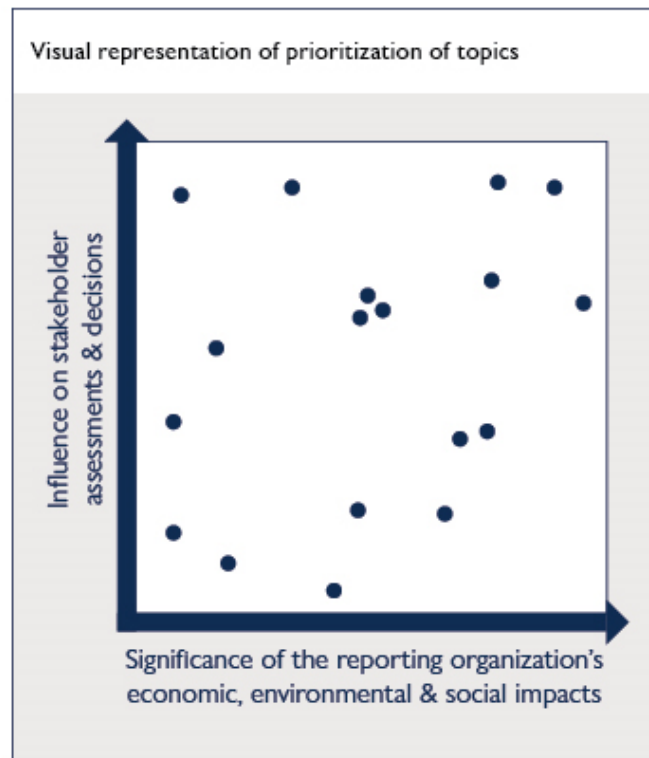 Visual representation of prioritization of topics
Influence on stakeholder
assessments & decisions
Significance of the reporting organization's
economic, environmental & social impacts